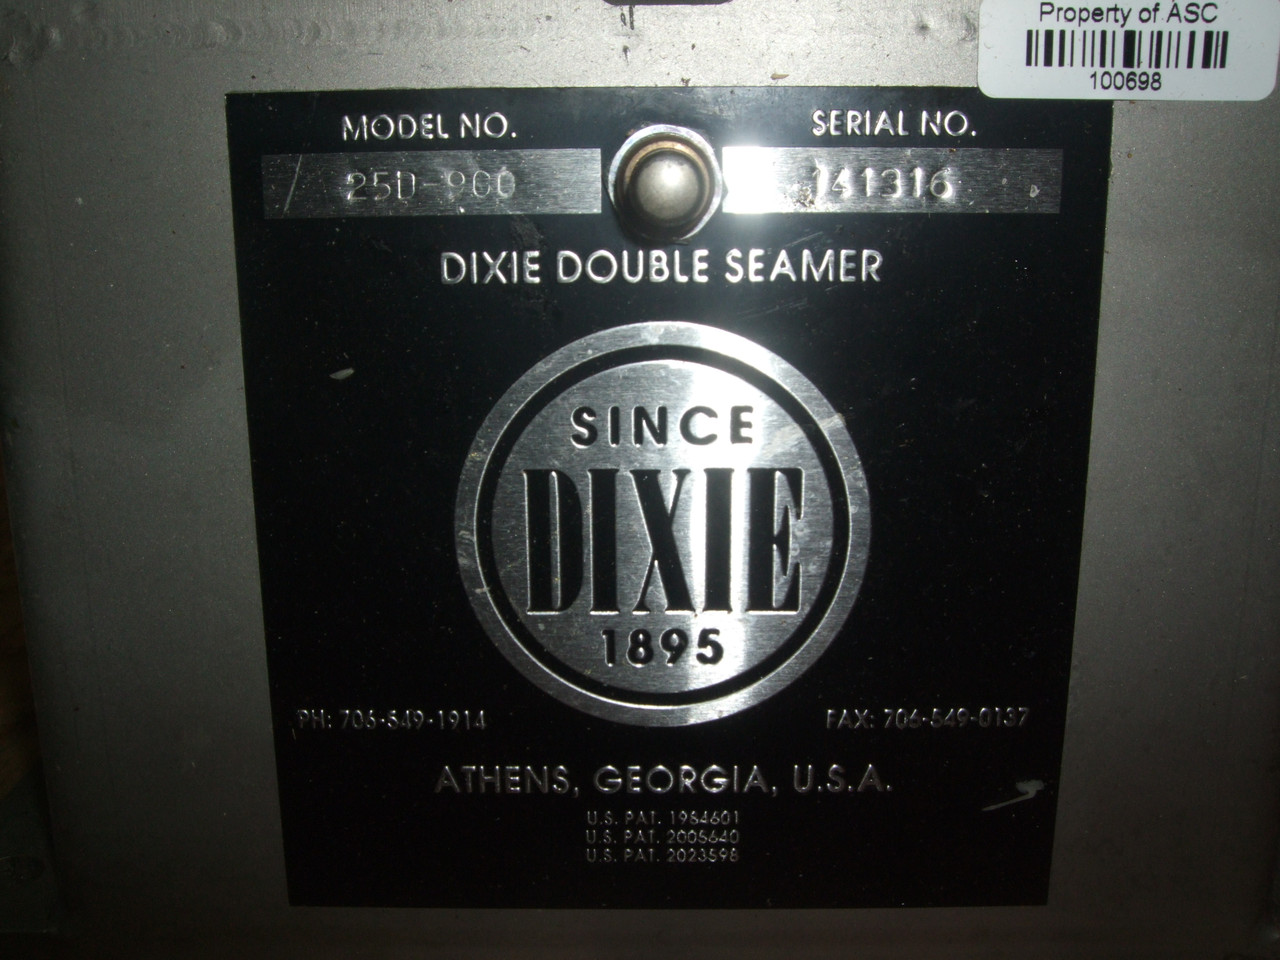 Property of ASC
100698
MODEL NO.
SERIAL NO.
25D-900
141316
DIXIE DOUBLE SEAMER
SINCE
DIXIE
1895
PH: 706-549-1914
FAX: 706-549-0137
ATHENS, GEORGIA, U.S.A.
U.S. PAT. 1984601
U.S. PAT. 2005640
U.S. PAT. 2023598